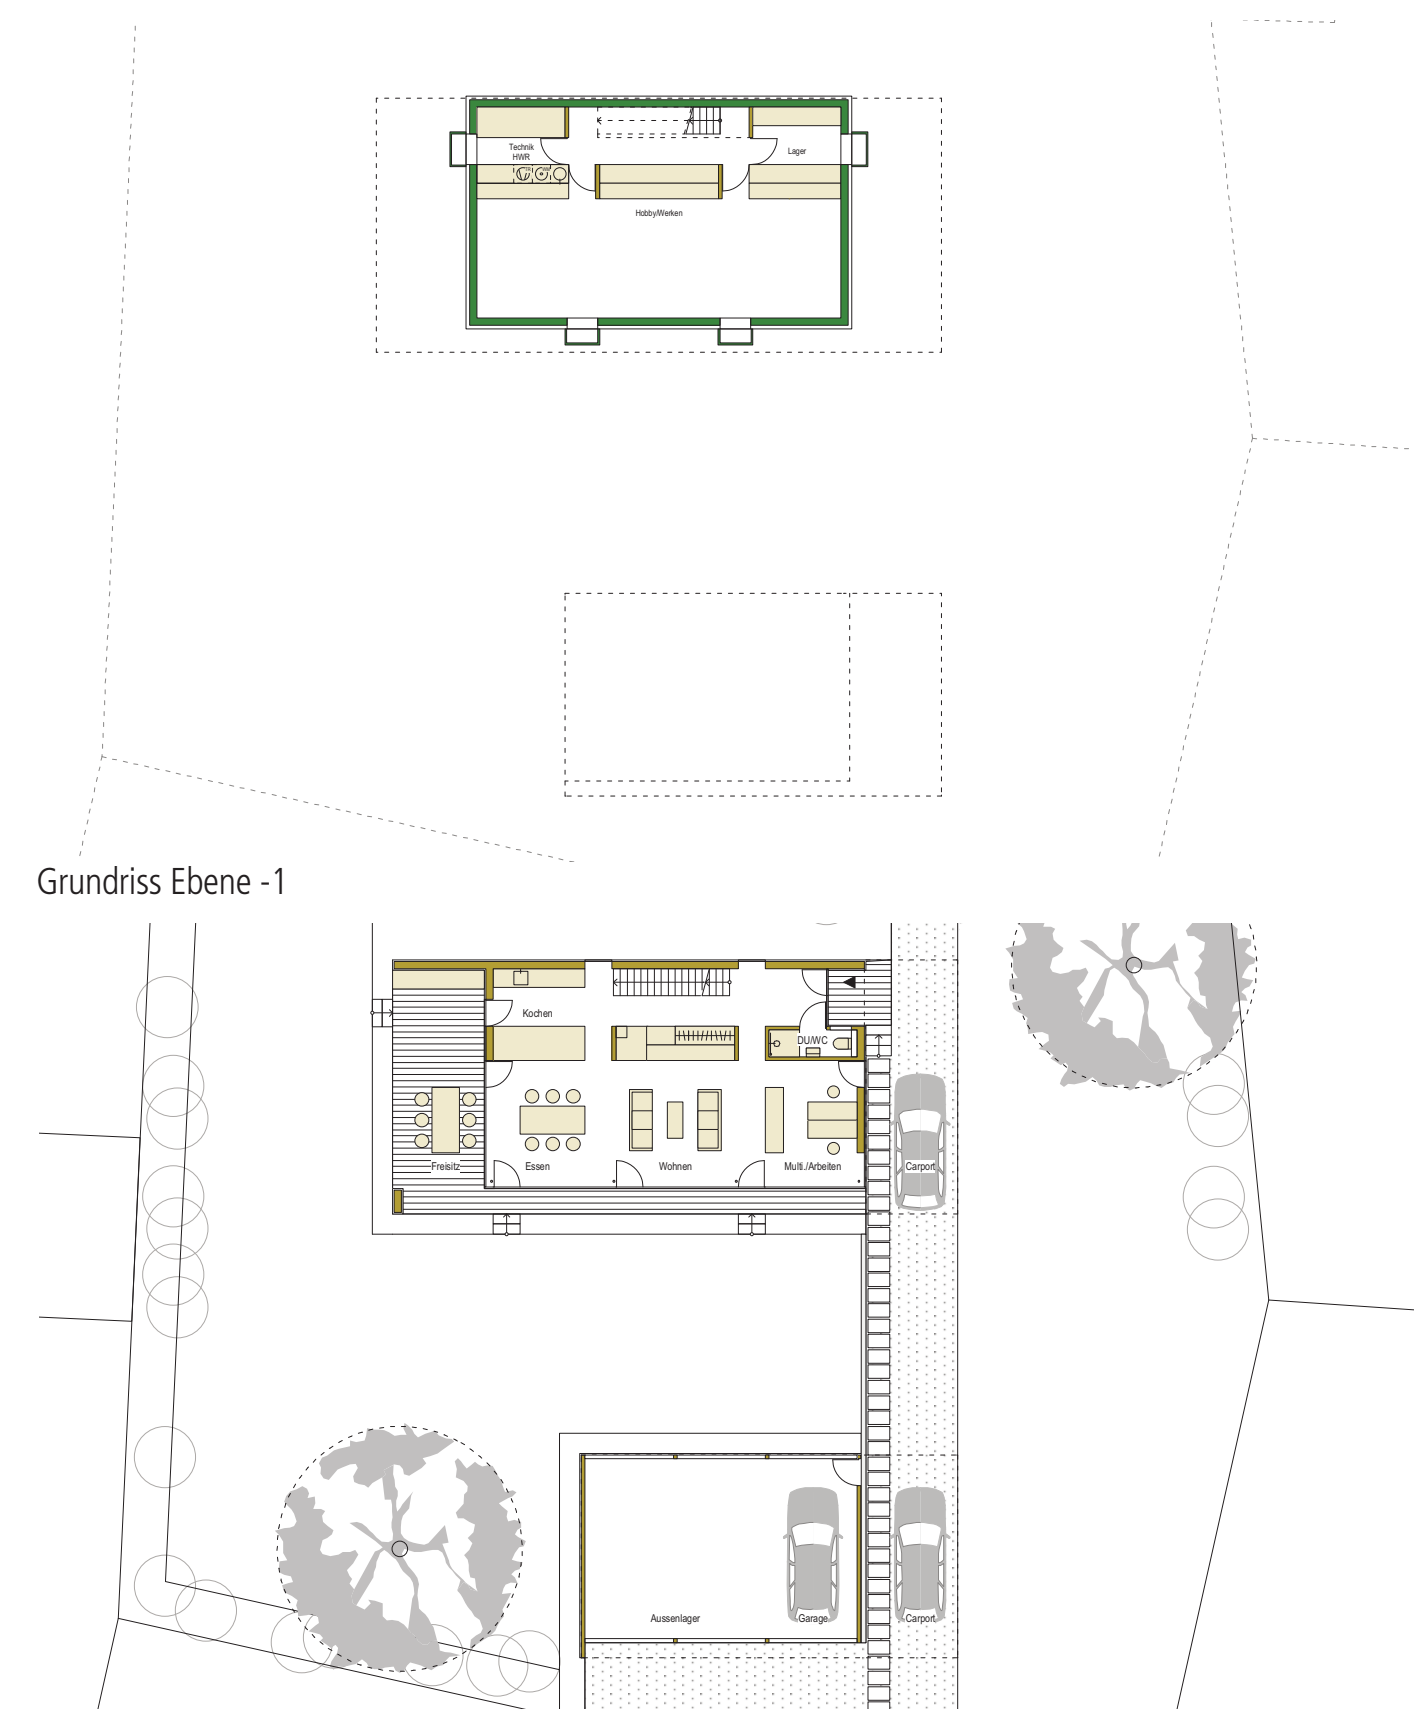 Technik
HWR
Lager
Hobby/Werken
Grundriss Ebene -1
Kochen
DU/WC
Freisitz
Essen
Wohnen
Multi./Arbeiten
Carport
Aussenlager
Garage
Carport